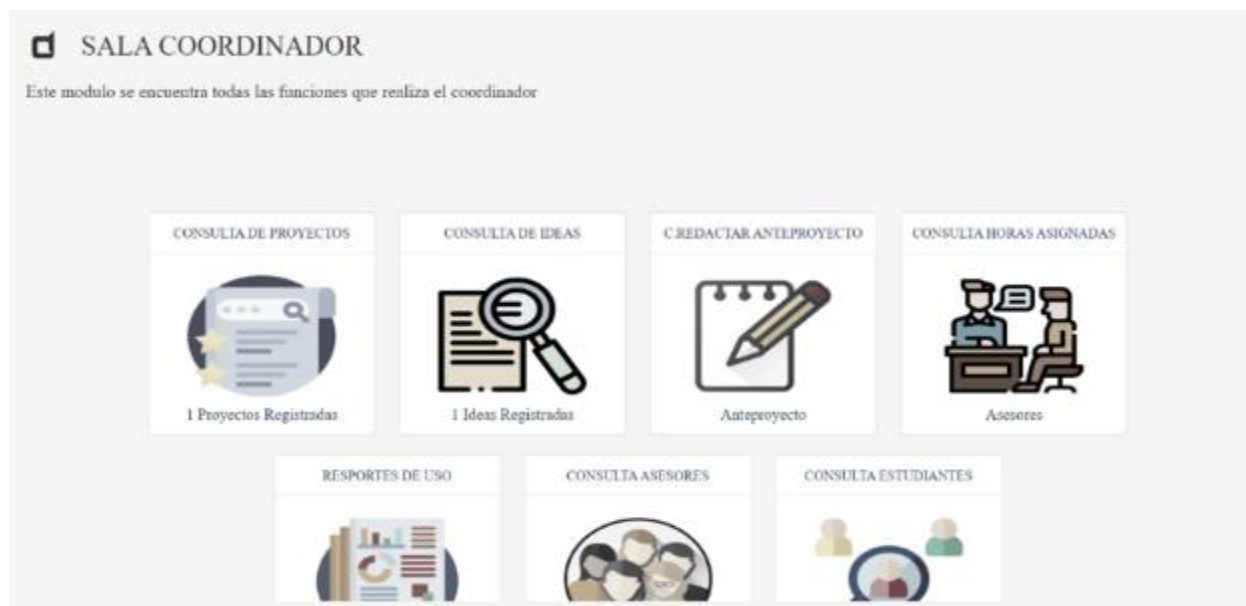 SALA COORDINADOR
Este modulo se encuentra todas las funciones que realiza el coordinador
CONSULTA DE PROYECTOS
CONSULTA DE IDEAS
C.REDACTAR ANTEPROYECTO
CONSULTA HORAS ASIGNADAS
1 Proyectos Registradas
1 Ideas Registradas
Anteproyecto
Asesores
RESPORTES DE USO
CONSULTA ASESORES
CONSULTA ESTUDIANTES